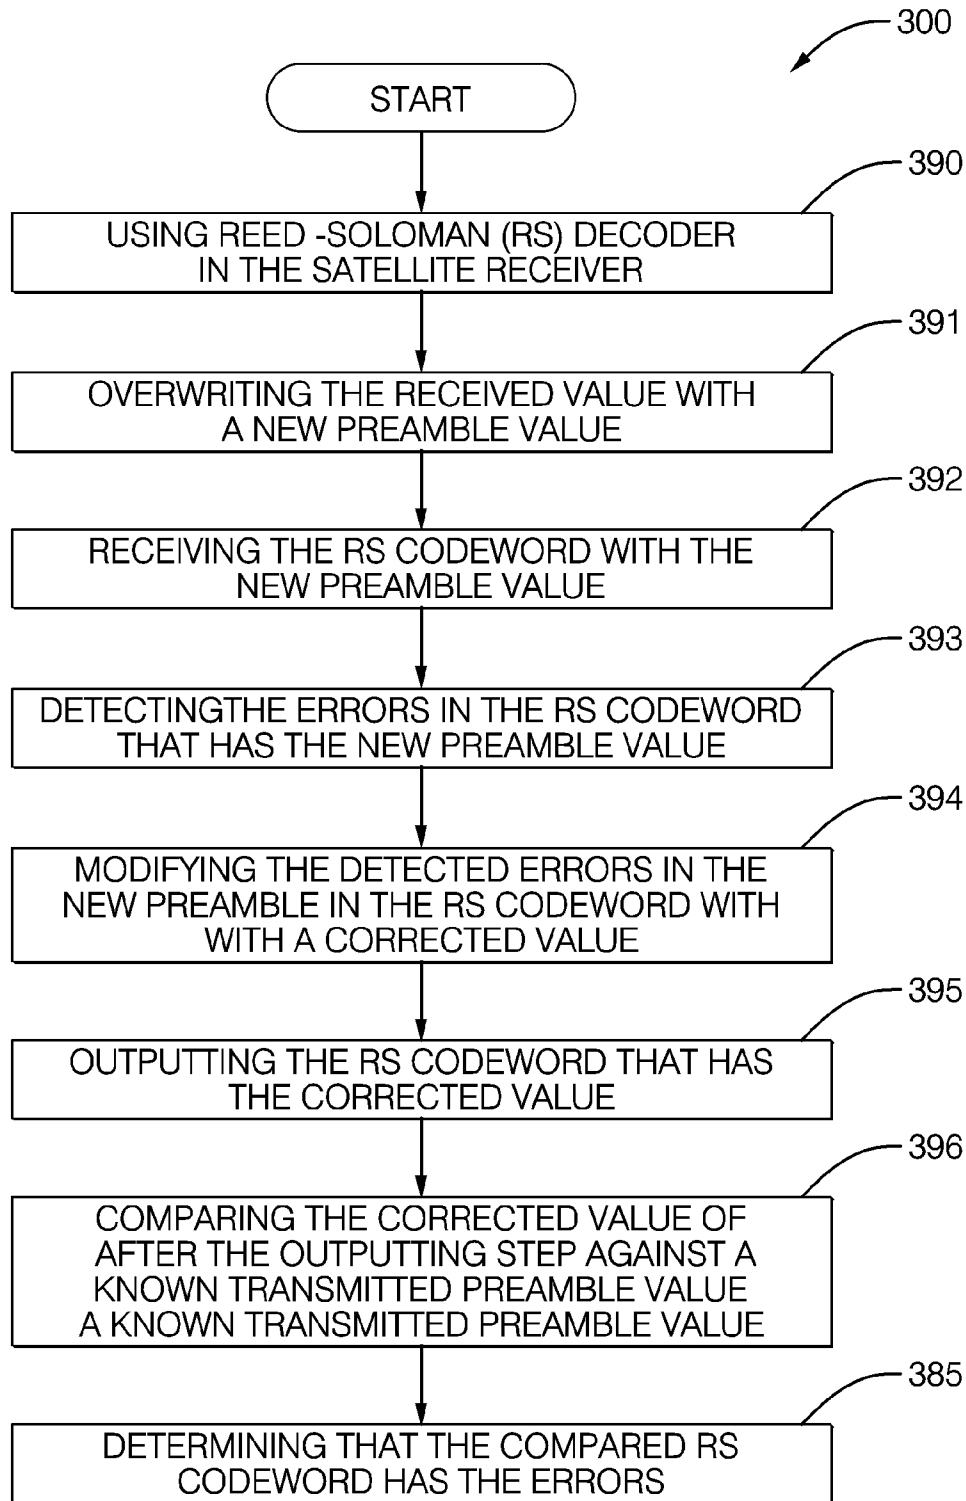 300
START
390
USING REED -SOLOMAN (RS) DECODER
IN THE SATELLITE RECEIVER
391
OVERWRITING THE RECEIVED VALUE WITH
A NEW PREAMBLE VALUE
392
RECEIVING THE RS CODEWORD WITH THE
NEW PREAMBLE VALUE
393
DETECTINGTHE ERRORS IN THE RS CODEWORD
THAT HAS THE NEW PREAMBLE VALUE
394
MODIFYING THE DETECTED ERRORS IN THE
NEW PREAMBLE IN THE RS CODEWORD WITH
WITH A CORRECTED VALUE
395
OUTPUTTING THE RS CODEWORD THAT HAS
THE CORRECTED VALUE
396
COMPARING THE CORRECTED VALUE OF
AFTER THE OUTPUTTING STEP AGAINST A
KNOWN TRANSMITTED PREAMBLE VALUE
A KNOWN TRANSMITTED PREAMBLE VALUE
385
DETERMINING THAT THE COMPARED RS
CODEWORD HAS THE ERRORS